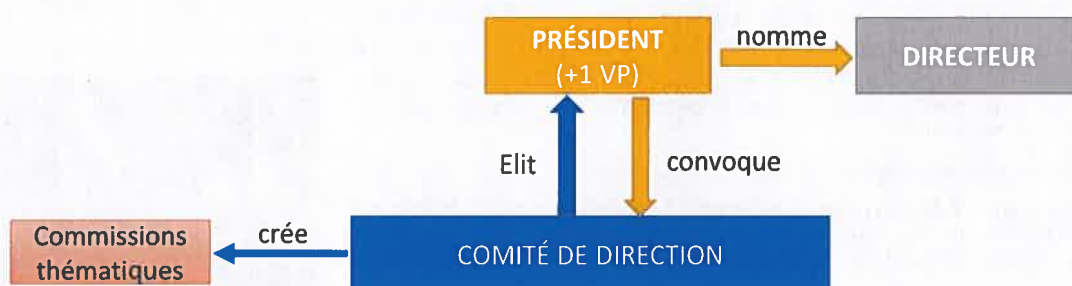 PRÉSIDENT
(+1 VP)
nomme
DIRECTEUR
Elit
convoque
Commissions
thématiques
crée
COMITÉ DE DIRECTION